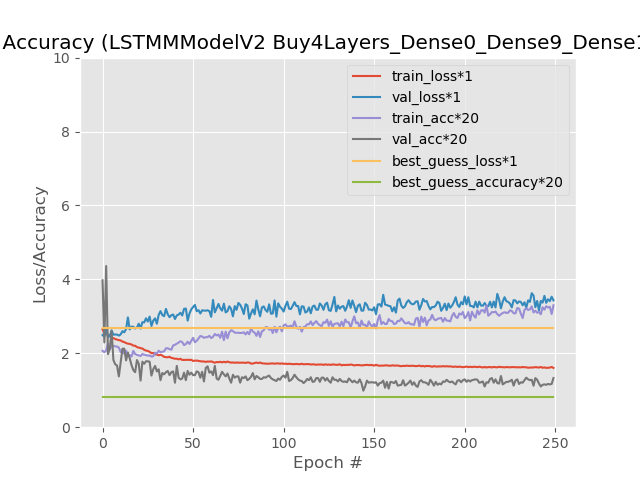 Accuracy (LSTMMModelV2 Buy4Layers_Dense0_Dense9_Dense1
10
8
6
4
2
0
Loss/Accuracy
train_loss*1
val_loss*1
train_acc*20
val_acc*20
best_guess_loss*1
best_guess_accuracy*20
0 50 100 150 200 250
Epoch #